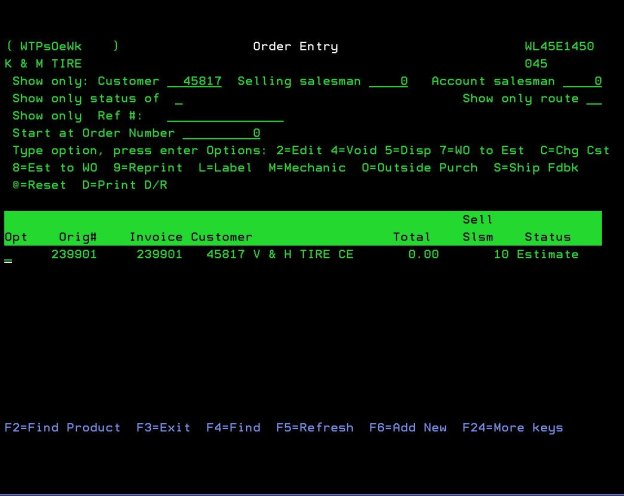 ( WTPsOeWk    )                 Order Entry                        WL45E1450
K & M TIRE                                                         045
Show only: Customer   45817  Selling salesman     0   Account salesman     0
Show only status of  _                                    Show only route __
Show only  Ref #:   _______________
Start at Order Number          0
Type option, press enter Options: 2=Edit 4=Void 5=Disp 7=WO to Est  C=Chg Cst
8=Est to WO  9=Reprint  L=Label  M=Mechanic  O=Outside Purch  S=Ship Fdbk
@=Reset  D=Print D/R
Sell
Opt    Orig#    Invoice Customer                  Total    Slsm    Status
_     239901     239901   45817 V & H TIRE CE       0.00       10 Estimate
F2=Find Product  F3=Exit  F4=Find  F5=Refresh  F6=Add New  F24=More keys